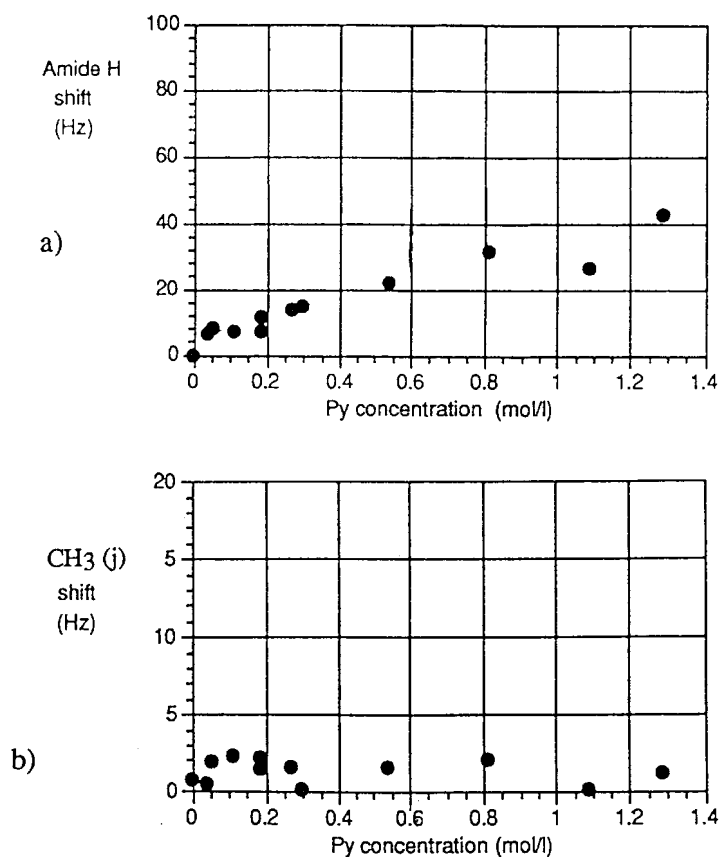 100
Amide H
shift
(Hz)
80
60
40
20
0
a)
0 0.2 0.4 0.6 0.8 1 1.2 1.4
Py concentration (mol/l)
20
CH3 (j)
shift
(Hz)
5
10
5
0
b)
0 0.2 0.4 0.6 0.8 1 1.2 1.4
Py concentration (mol/l)